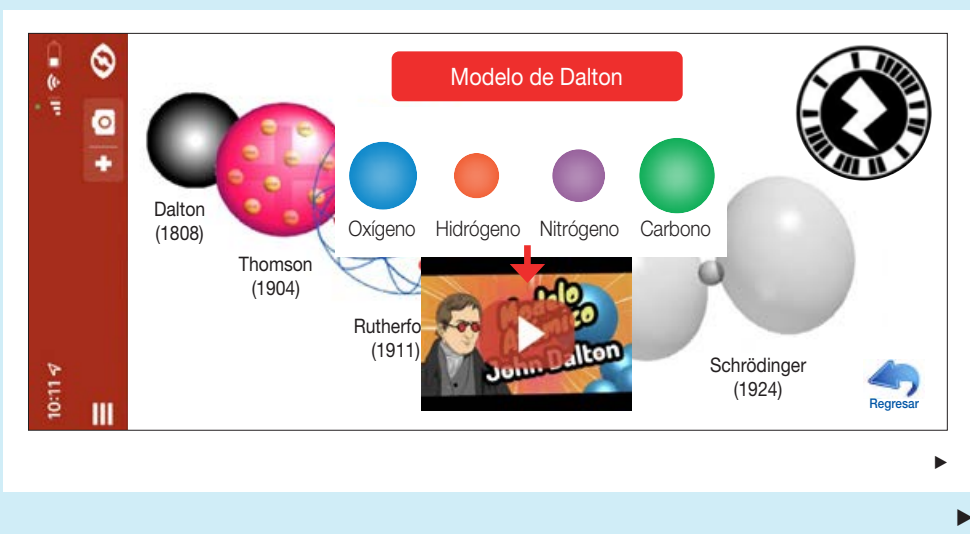 10:11
Modelo de Dalton
Oxígeno Hidrógeno Nitrógeno Carbono
Dalton
(1808)
Thomson
(1904)
Rutherfo
(1911)
Modelo
Atómico
John Dalton
Schrödinger
(1924)
Regresar